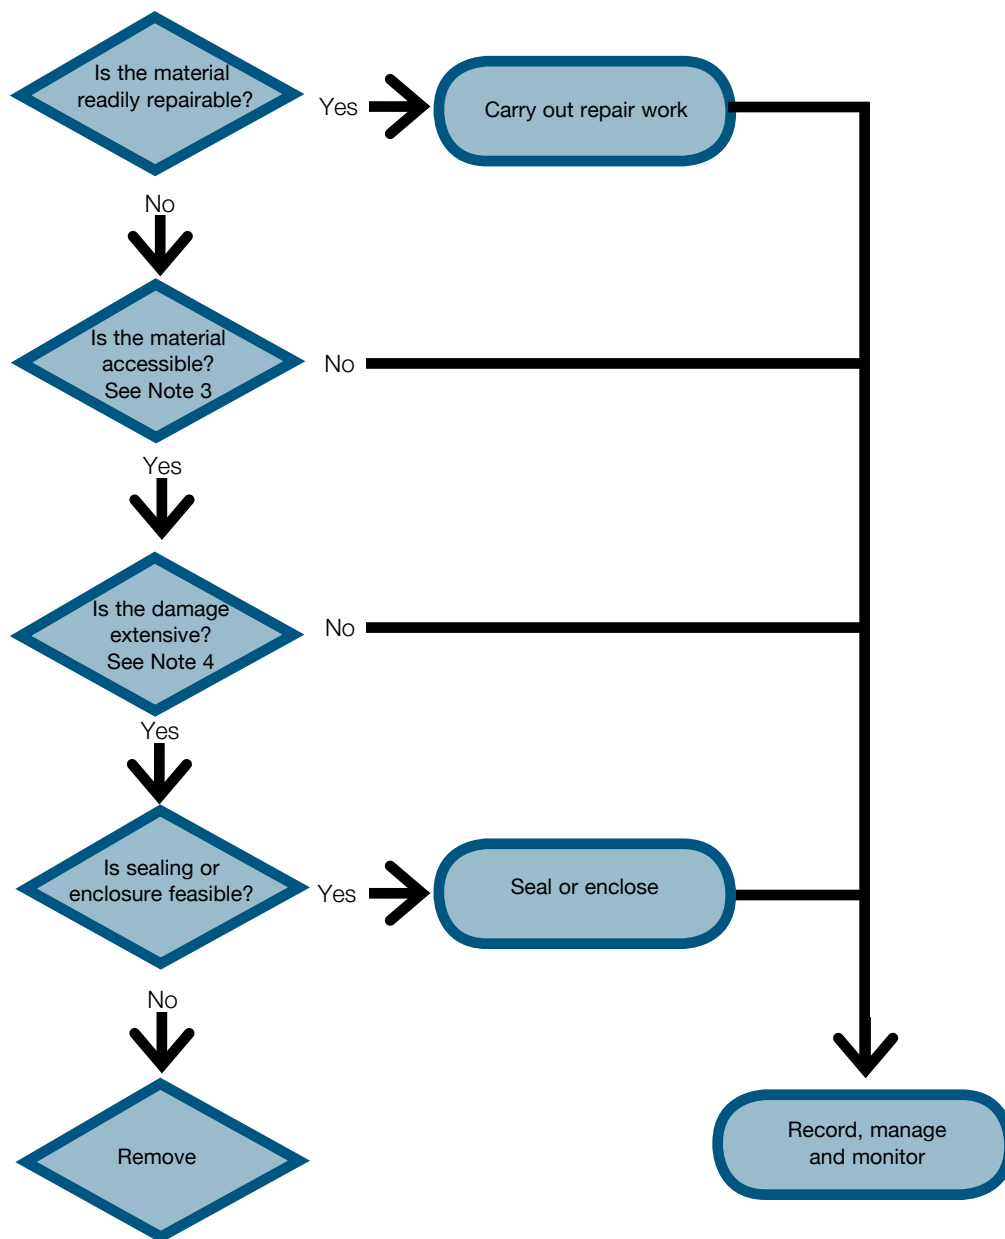 Is the material
readily repairable?
Yes
Carry out repair work
No
Is the material
accessible?
See Note 3
No
Yes
Is the damage
extensive?
See Note 4
No
Yes
Is sealing or
enclosure feasible?
Yes
Seal or enclose
No
Remove
Record, manage
and monitor